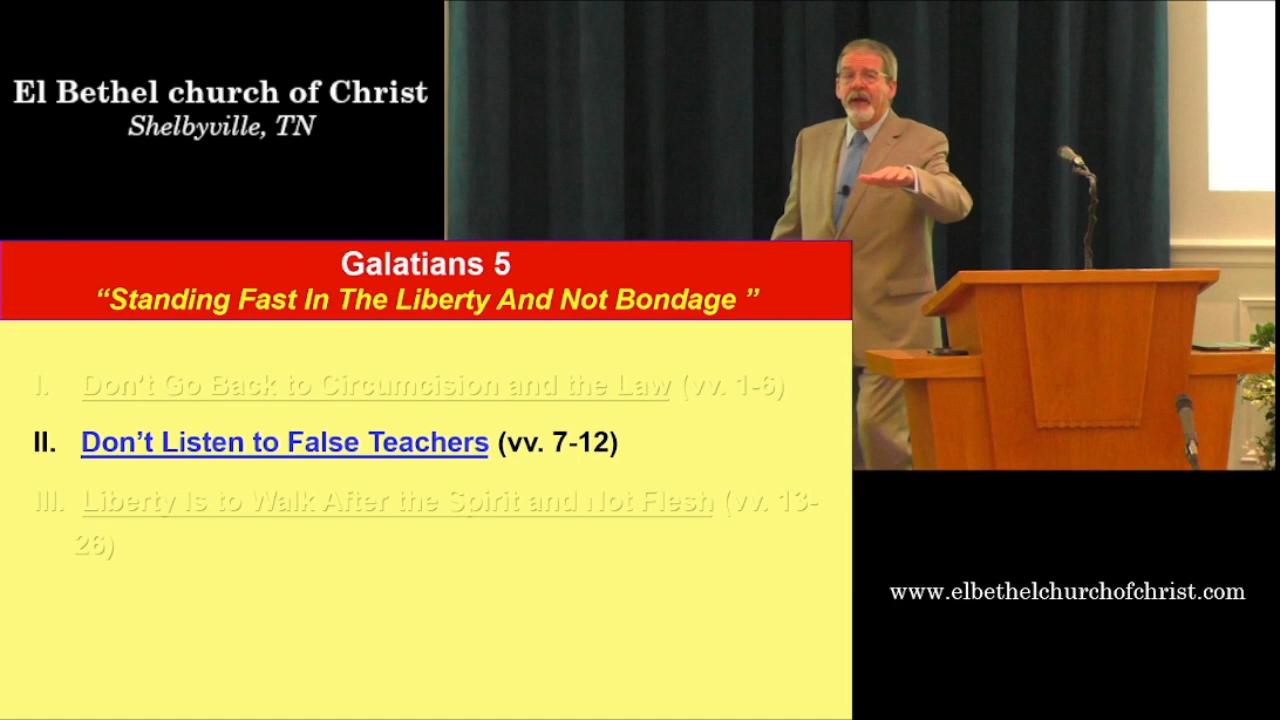 El Bethel church of Christ
Shelbyville, TN
Galatians 5
“Standing Fast In The Liberty And Not Bondage ”
I. Don’t Go Back to Circumcision and the Law (vv. 1-6)
II. Don’t Listen to False Teachers (vv. 7-12)
III. Liberty Is to Walk After the Spirit and Not Flesh (vv. 13-
26)
www.elbethelchurchofchrist.com